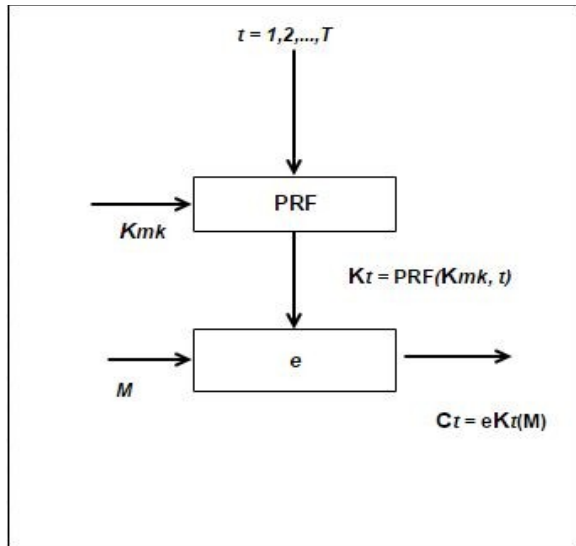 t = 1,2,...,T
PRF
Kmk
Kt = PRF(Kmk, t)
e
M
Ct = eKt(M)